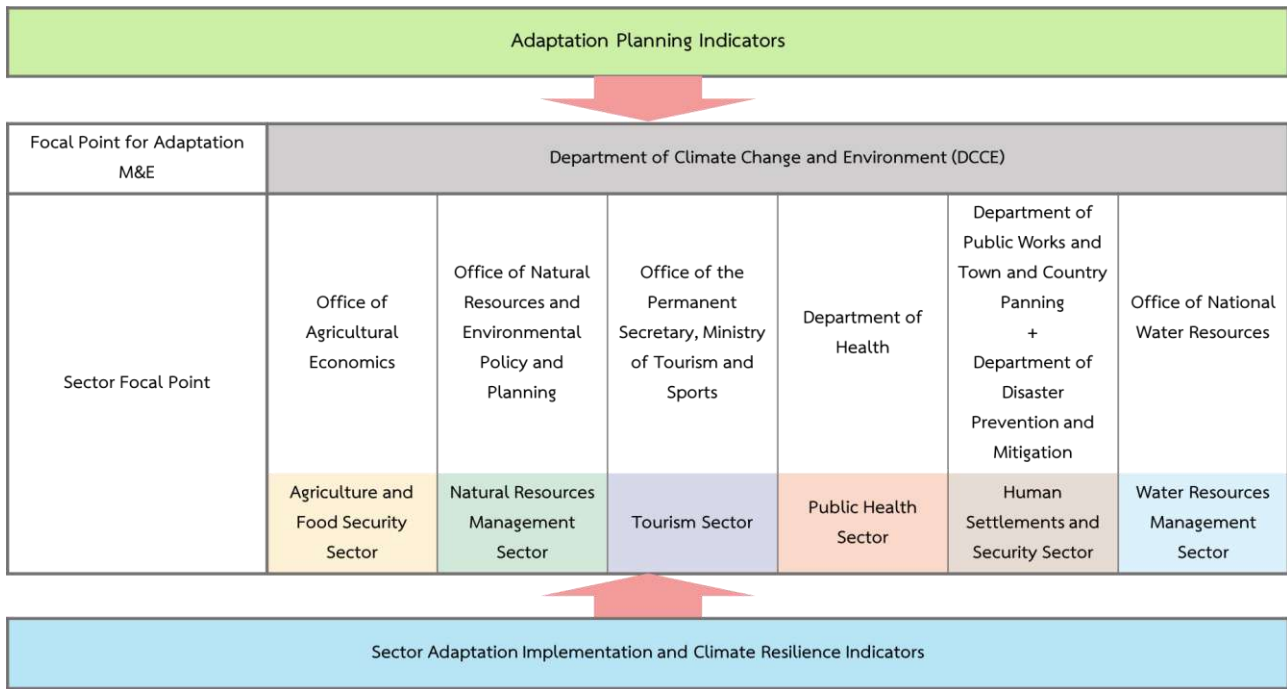 Adaptation Planning Indicators
Focal Point for Adaptation
M&E
Department of Climate Change and Environment (DCCE)
Sector Focal Point
Office of
Agricultural
Economics
Office of Natural
Resources and
Environmental
Policy and
Planning
Office of the
Permanent
Secretary, Ministry
of Tourism and
Sports
Department of
Health
Department of
Public Works and
Town and Country
Panning
+
Department of
Disaster
Prevention and
Mitigation
Office of National
Water Resources
Agriculture and
Food Security
Sector
Natural Resources
Management
Sector
Tourism Sector
Public Health
Sector
Human
Settlements and
Security Sector
Water Resources
Management
Sector
Sector Adaptation Implementation and Climate Resilience Indicators